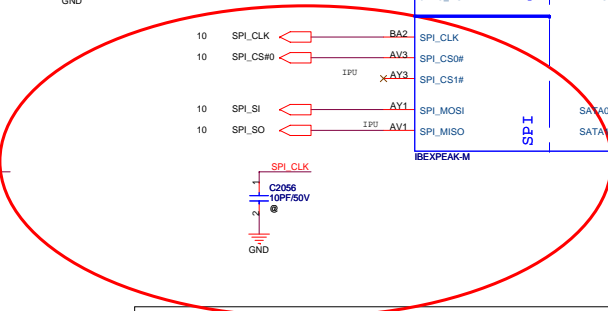 GND
10 SPI_CLK BA2 SPI_CLK
10 SPI_CS#0 AV3 SPI_CS0#
IPU AY3 SPI_CS1#
10 SPI_SI AY1 SPI_MOSI
10 SPI_SO IPU AV1 SPI_MISO
SPI
SATA0
SATA
IBEXPEAK-M
SPI_CLK
1
C2056
10PF/50V
2
@
GND